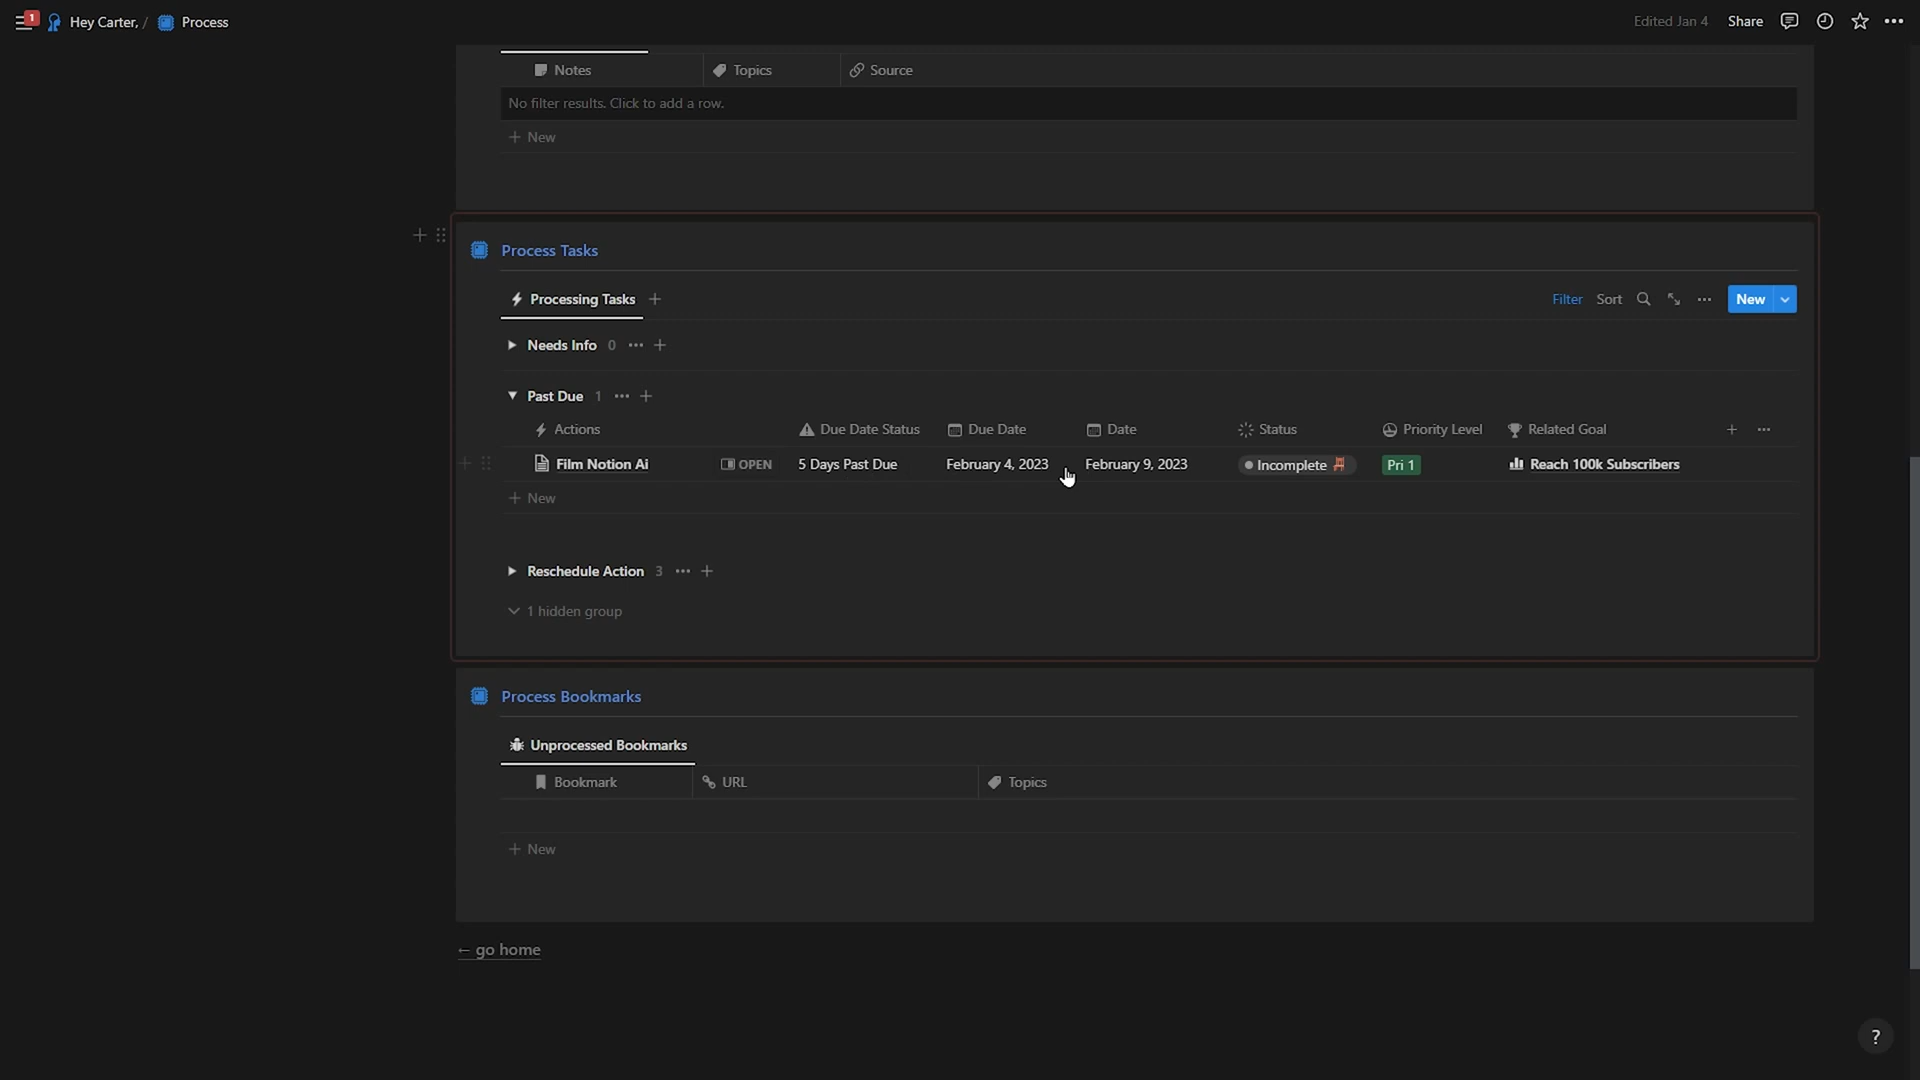 1 Hey Carter, / Process Edited Jan 4 Share
Notes Topics Source
No filter results. Click to add a row.
+ New
Process Tasks
Processing Tasks + Filter Sort New
Needs Info 0
Past Due 1
Actions Due Date Status Due Date Date Status Priority Level Related Goal
Film Notion Ai OPEN 5 Days Past Due February 4, 2023 February 9, 2023 Incomplete Pri 1 Reach 100k Subscribers
+ New
Reschedule Action 3
1 hidden group
Process Bookmarks
Unprocessed Bookmarks
Bookmark URL Topics
+ New
← go home
?